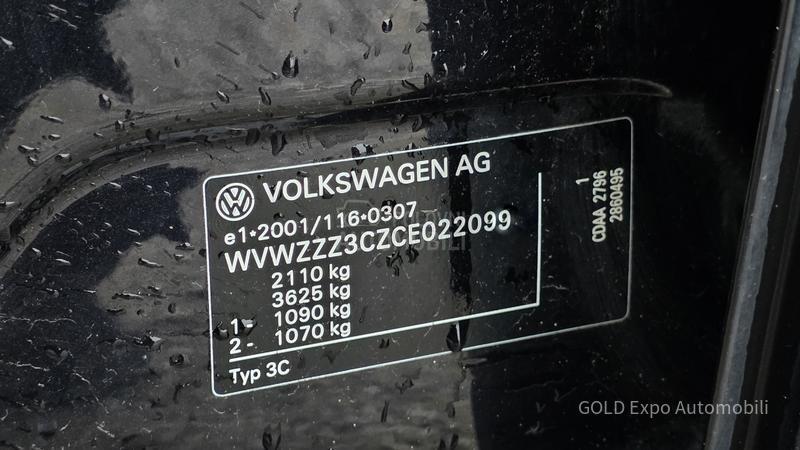 VOLKSWAGEN AG
e1*2001/116*0307
WVWZZZ3CZCE022099
2110 kg
3625 kg
1- 1090 kg
2- 1070 kg
Typ 3C
1
CDAA 2796
2860495
GOLD Expo Automobili